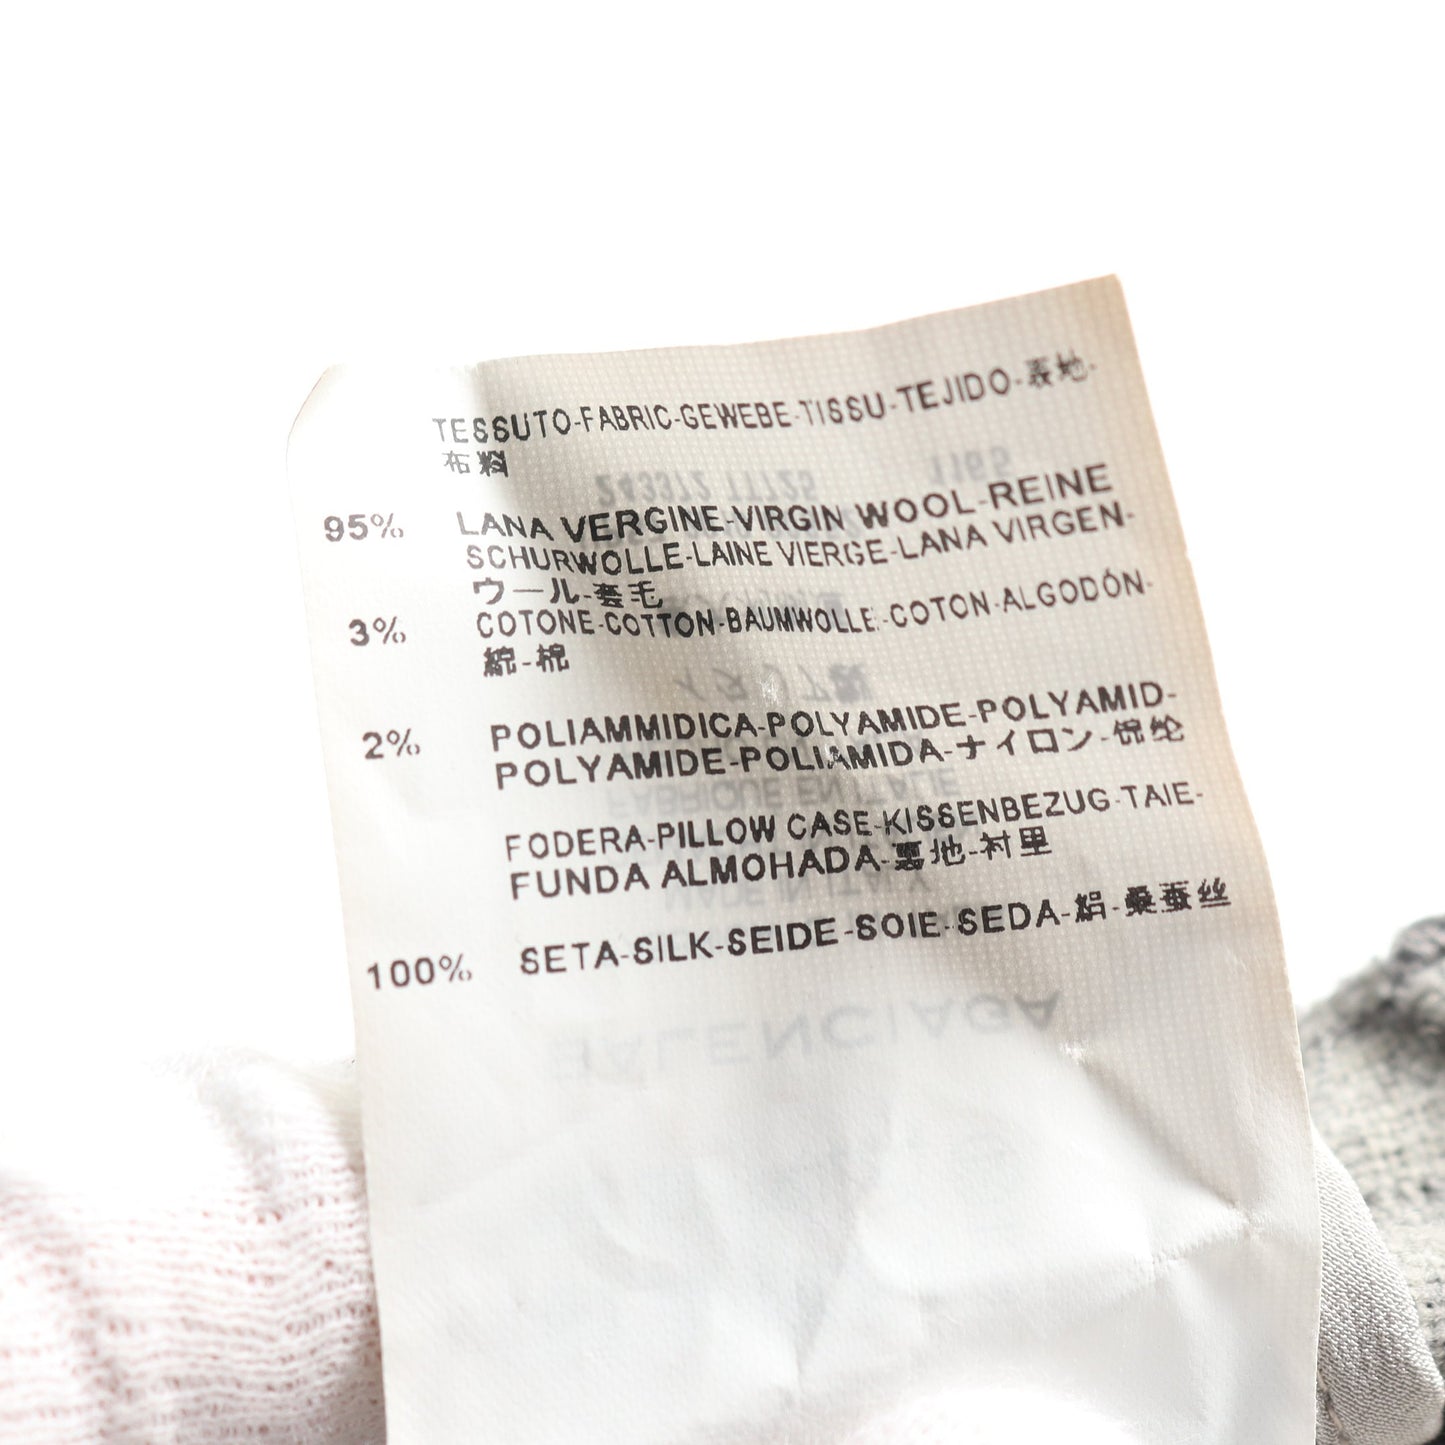 TESSUTO-FABRIC-GEWEBE-TISSU-TEJIDO-表地-
布料
95% LANA VERGINE-VIRGIN WOOL-REINE
SCHURWOLLE-LAINE VIERGE-LANA VIRGEN-
ウール-套毛
3% COTONE-COTTON-BAUMWOLLE-COTON-ALGODÓN-
綿-棉
2% POLIAMMIDICA-POLYAMIDE-POLYAMID-
POLYAMIDE-POLIAMIDA-ナイロン-锦纶
FODERA-PILLOW CASE-KISSENBEZUG-TAIE-
FUNDA ALMOHADA-裏地-衬里
100% SETA-SILK-SEIDE-SOIE-SEDA-絹-桑蚕丝
BALENCIAGA